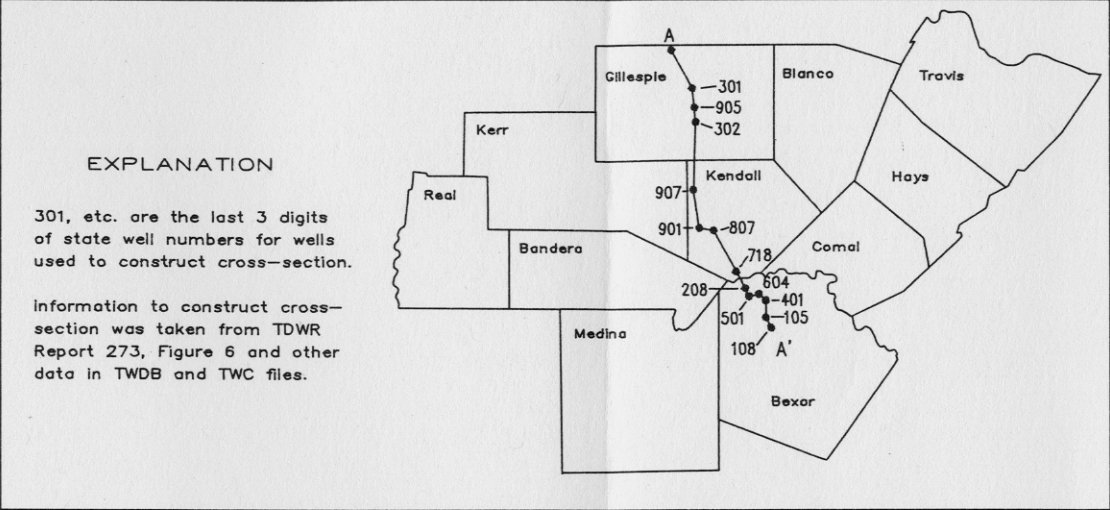 A
Gillespie
Blanco
Travis
301
905
302
Kerr
EXPLANATION
Kendall
Hays
Real
907
301, etc. are the last 3 digits
of state well numbers for wells
used to construct cross—section.
901
807
Bandera
Comal
718
604
208
401
501
105
Information to construct cross—
section was taken from TDWR
Report 273, Figure 6 and other
data in TWDB and TWC files.
Medina
108
A'
Bexar